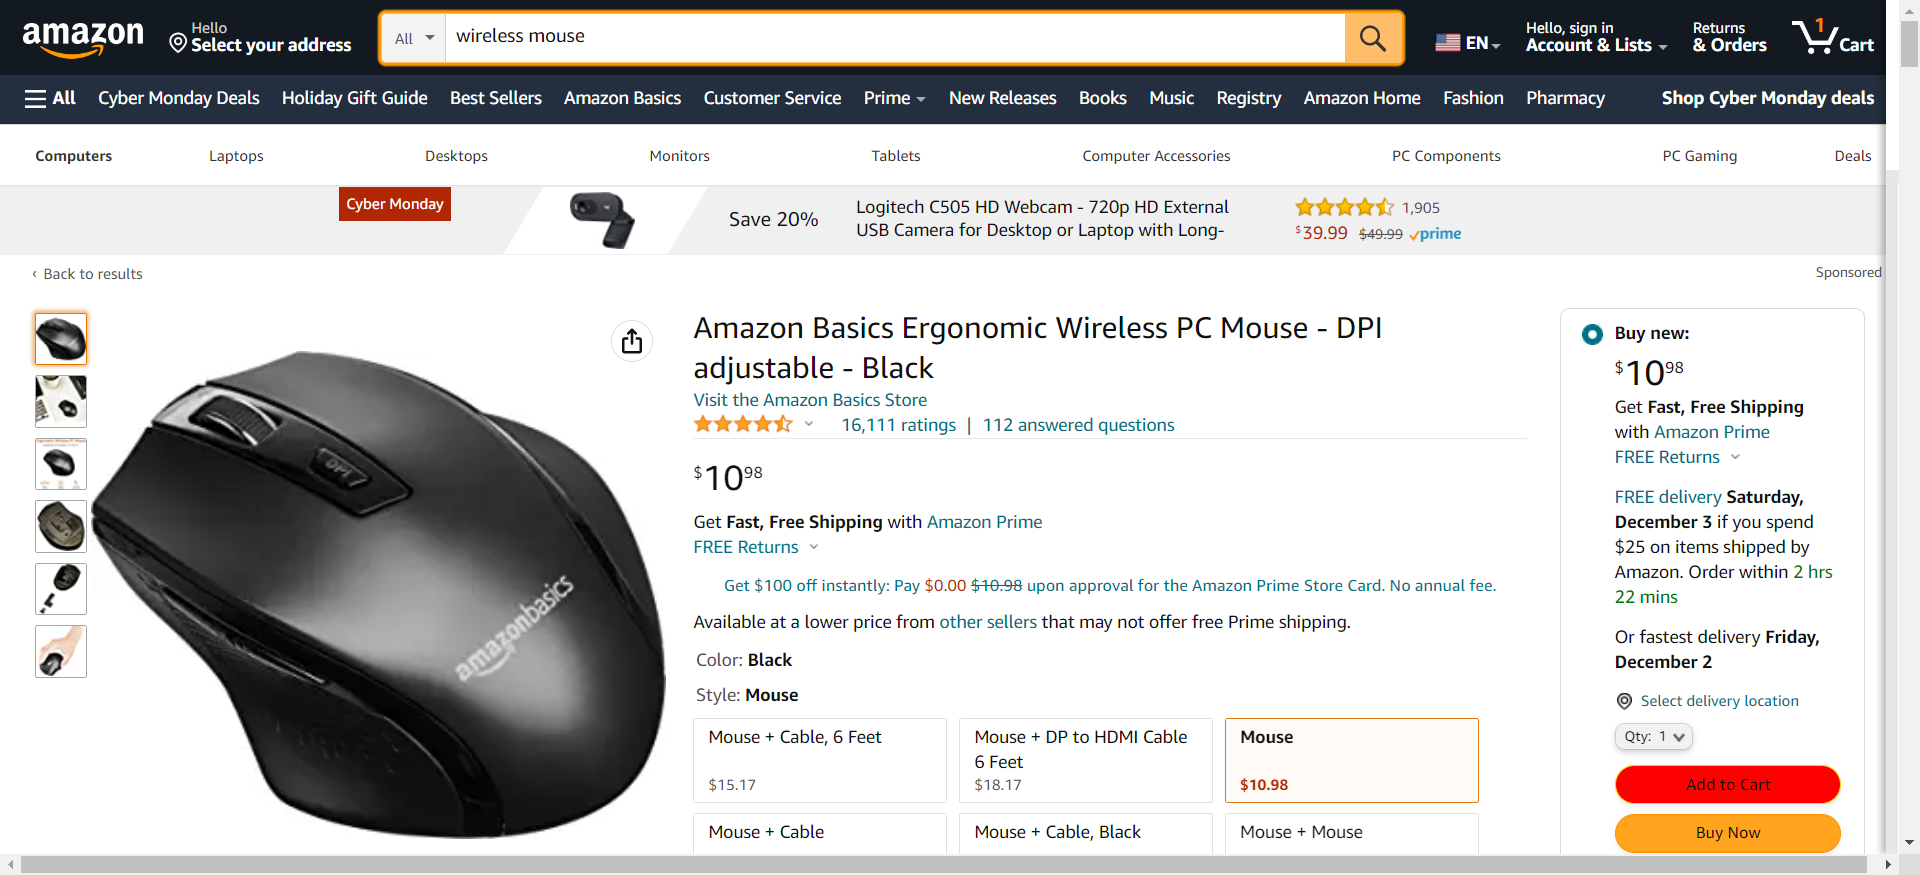 amazon
Hello
Select your address
All
wireless mouse
EN
Hello, sign in
Account & Lists
Returns
& Orders
1
Cart
All
Cyber Monday Deals
Holiday Gift Guide
Best Sellers
Amazon Basics
Customer Service
Prime
New Releases
Books
Music
Registry
Amazon Home
Fashion
Pharmacy
Shop Cyber Monday deals
Computers
Laptops
Desktops
Monitors
Tablets
Computer Accessories
PC Components
PC Gaming
Deals
Cyber Monday
Save 20%
Logitech C505 HD Webcam - 720p HD External
USB Camera for Desktop or Laptop with Long-
1,905
$39.99 $49.99 prime
‹ Back to results
Sponsored
DPI
amazonbasics
Amazon Basics Ergonomic Wireless PC Mouse - DPI
adjustable - Black
Visit the Amazon Basics Store
16,111 ratings | 112 answered questions
$1098
Get Fast, Free Shipping with Amazon Prime
FREE Returns
Get $100 off instantly: Pay $0.00 $10.98 upon approval for the Amazon Prime Store Card. No annual fee.
Available at a lower price from other sellers that may not offer free Prime shipping.
Color: Black
Style: Mouse
Mouse + Cable, 6 Feet
$15.17
Mouse + DP to HDMI Cable
6 Feet
$18.17
Mouse
$10.98
Mouse + Cable
Mouse + Cable, Black
Mouse + Mouse
Buy new:
$1098
Get Fast, Free Shipping
with Amazon Prime
FREE Returns
FREE delivery Saturday,
December 3 if you spend
$25 on items shipped by
Amazon. Order within 2 hrs
22 mins
Or fastest delivery Friday,
December 2
Select delivery location
Qty: 1
Add to Cart
Buy Now